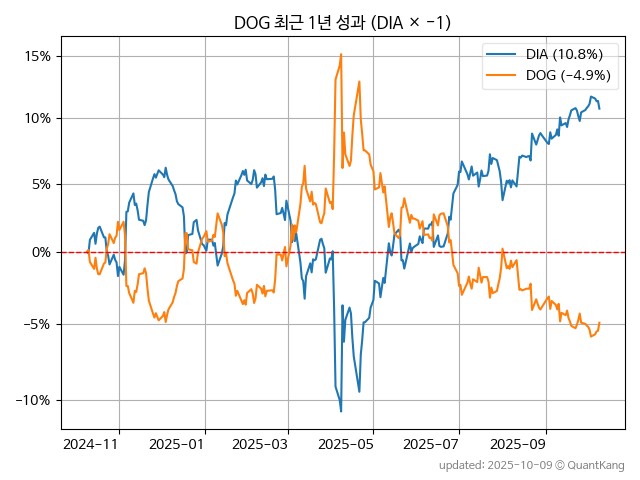 DOG 최근 1년 성과 (DIA × −1)
DIA (10.8%)
DOG (−4.9%)
15%
10%
5%
0%
−5%
−10%
2024-11 2025-01 2025-03 2025-05 2025-07 2025-09
updated: 2025-10-09 © QuantKang